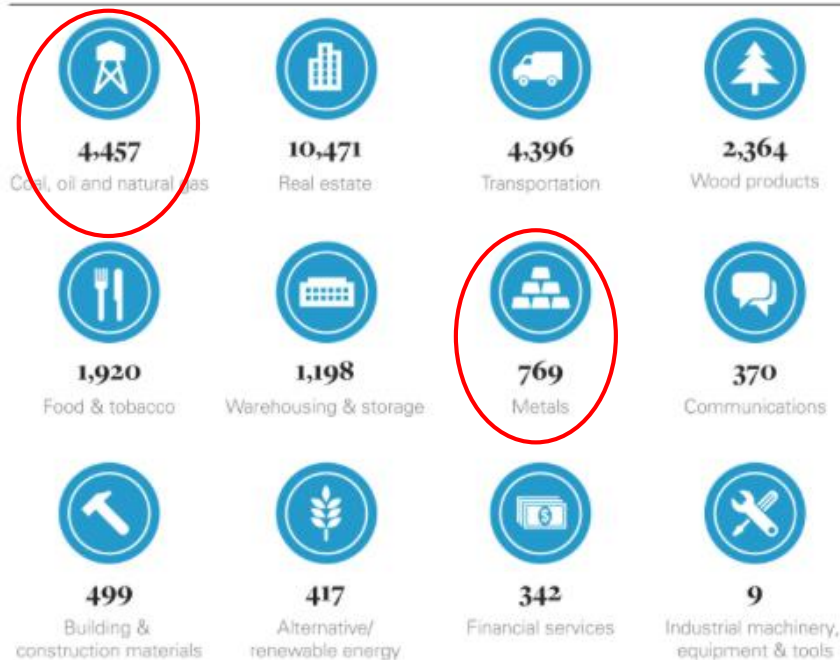 4,457
10,471
4,396
2,364
Coal, oil and natural gas
Real estate
Transportation
Wood products
1,920
1,198
769
370
Food & tobacco
Warehousing & storage
Metals
Communications
$
499
417
342
9
Building &
construction materials
Alternative/
renewable energy
Financial services
Industrial machinery,
equipment & tools